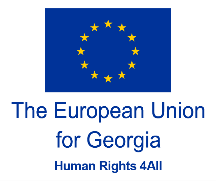 The European Union
for Georgia
Human Rights 4All